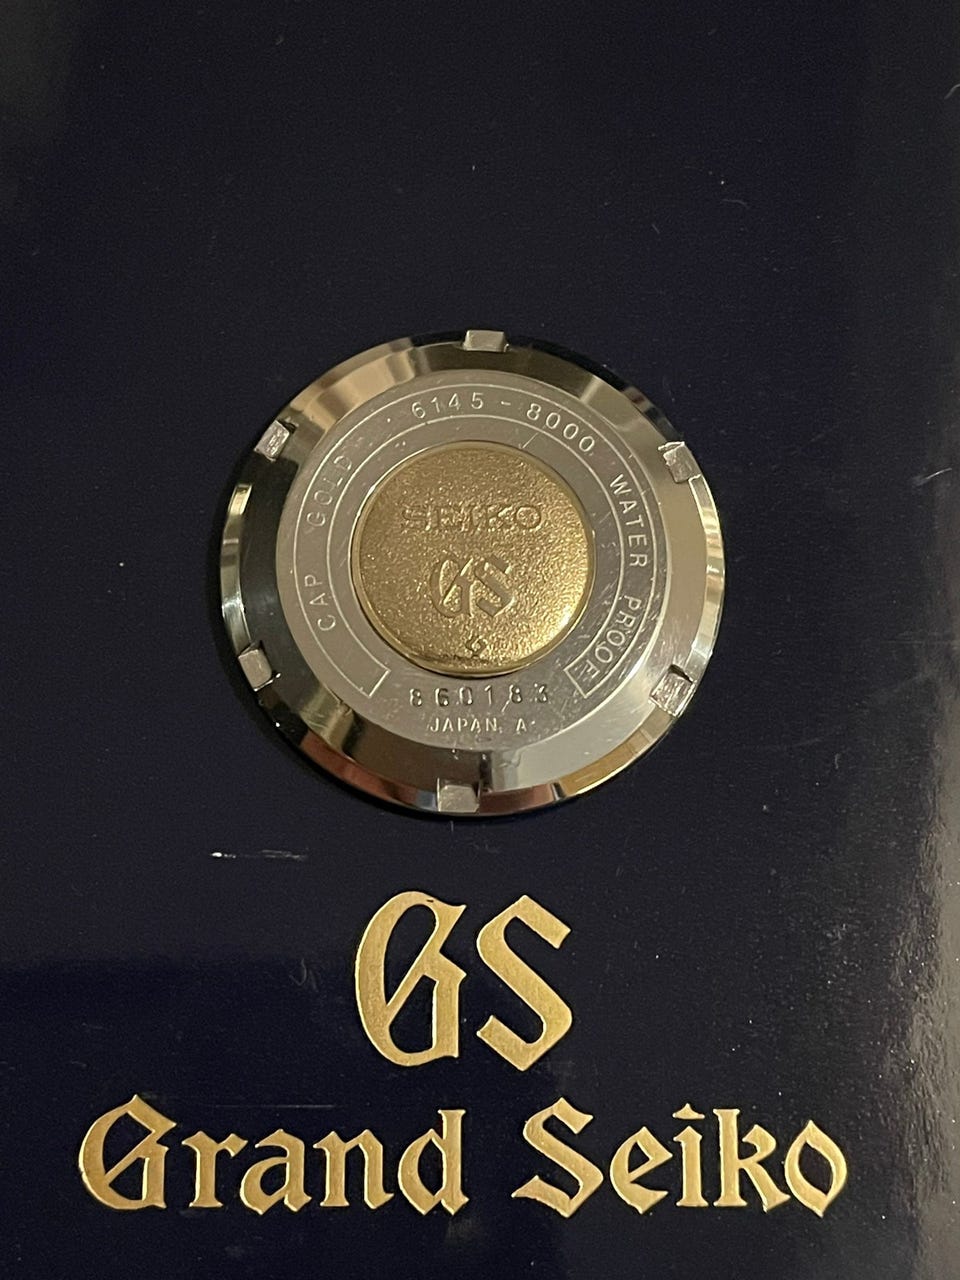 CAP GOLD 6145-8000 WATER PROOF
SEIKO
GS
860183
JAPAN A
GS
Grand Seiko